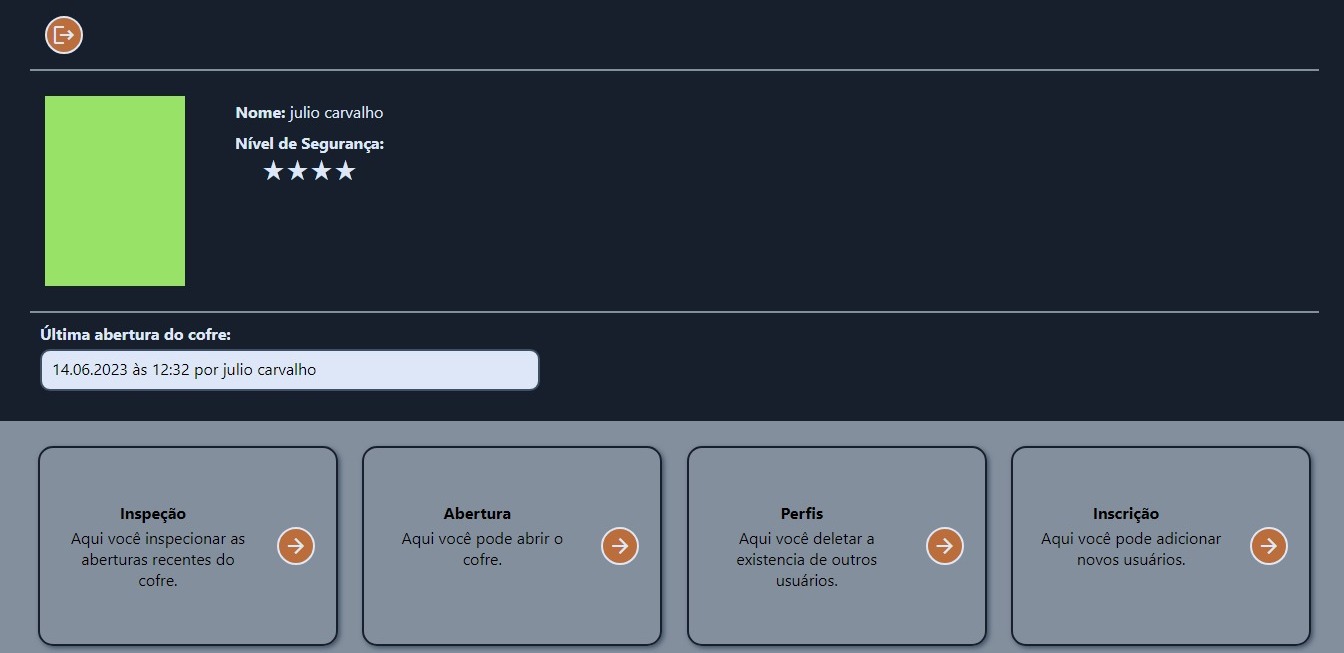 Nome: julio carvalho
Nível de Segurança:
★★★★
Última abertura do cofre:
14.06.2023 às 12:32 por julio carvalho
Inspeção
Aqui você inspecionar as
aberturas recentes do
cofre.
Abertura
Aqui você pode abrir o
cofre.
Perfis
Aqui você deletar a
existencia de outros
usuários.
Inscrição
Aqui você pode adicionar
novos usuários.